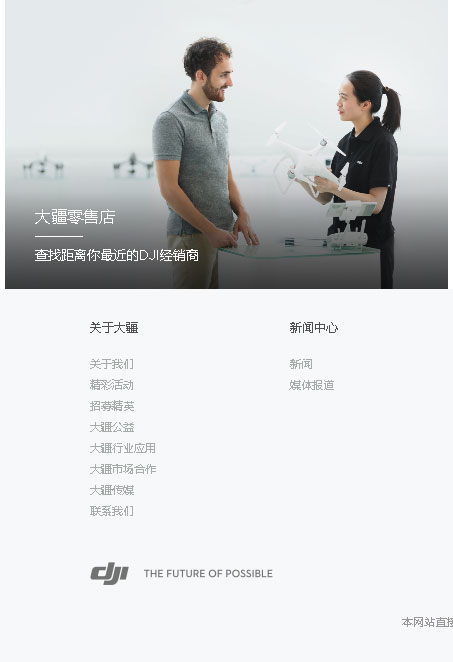 大疆零售店
查找距离你最近的DJI经销商
关于大疆
关于我们
精彩活动
招募精英
大疆公益
大疆行业应用
大疆市场合作
大疆传媒
联系我们
新闻中心
新闻
媒体报道
dji THE FUTURE OF POSSIBLE
本网站直接